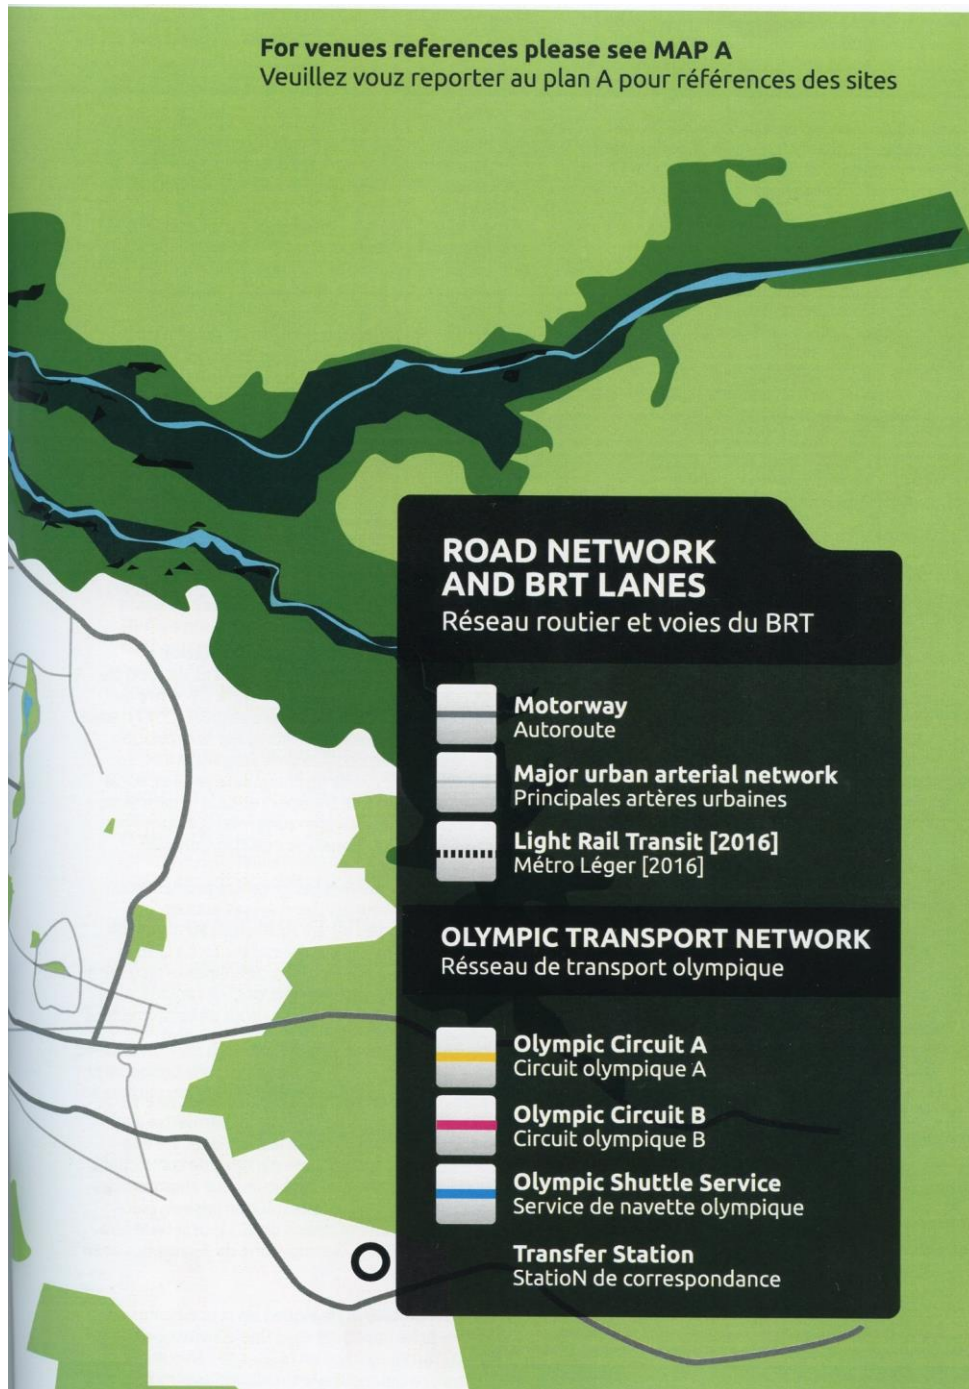 For venues references please see MAP A
Veuillez vouz reporter au plan A pour références des sites
ROAD NETWORK
AND BRT LANES
Réseau routier et voies du BRT
Motorway
Autoroute
Major urban arterial network
Principales artères urbaines
Light Rail Transit [2016]
Métro Léger [2016]
OLYMPIC TRANSPORT NETWORK
Résseau de transport olympique
Olympic Circuit A
Circuit olympique A
Olympic Circuit B
Circuit olympique B
Olympic Shuttle Service
Service de navette olympique
Transfer Station
StatioN de correspondance